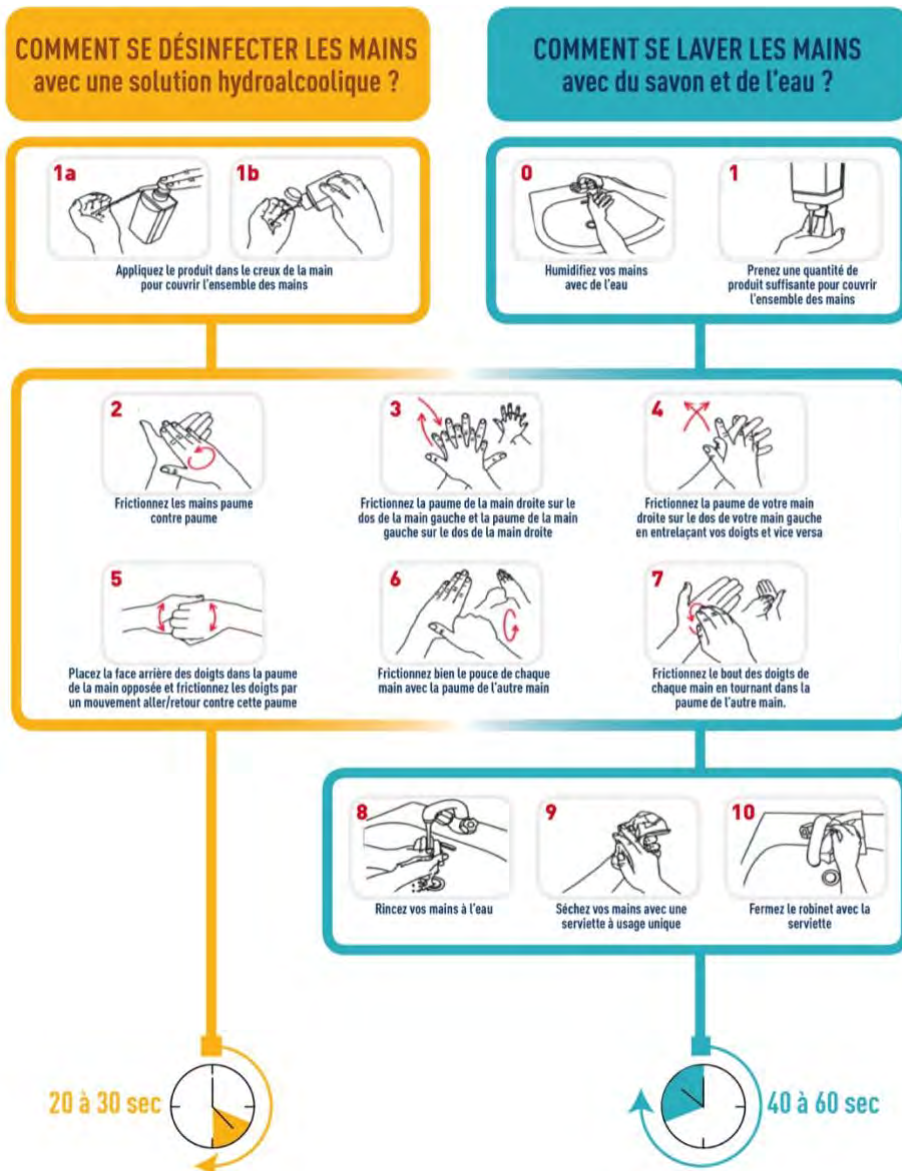 COMMENT SE DÉSINFECTER LES MAINS
avec une solution hydroalcoolique ?
COMMENT SE LAVER LES MAINS
avec du savon et de l'eau ?
1a
1b
Appliquez le produit dans le creux de la main
pour couvrir l'ensemble des mains
0
Humidifiez vos mains
avec de l'eau
1
Prenez une quantité de
produit suffisante pour couvrir
l'ensemble des mains
2
Frictionnez les mains paume
contre paume
3
Frictionnez la paume de la main droite sur le
dos de la main gauche et la paume de la main
gauche sur le dos de la main droite
4
Frictionnez la paume de votre main
droite sur le dos de votre main gauche
en entrelaçant vos doigts et vice versa
5
Placez la face arrière des doigts dans la paume
de la main opposée et frictionnez les doigts par
un mouvement aller/retour contre cette paume
6
Frictionnez bien le pouce de chaque
main avec la paume de l'autre main
7
Frictionnez le bout des doigts de
chaque main en tournant dans la
paume de l'autre main.
8
Rincez vos mains à l'eau
9
Séchez vos mains avec une
serviette à usage unique
10
Fermez le robinet avec la
serviette
20 à 30 sec
40 à 60 sec